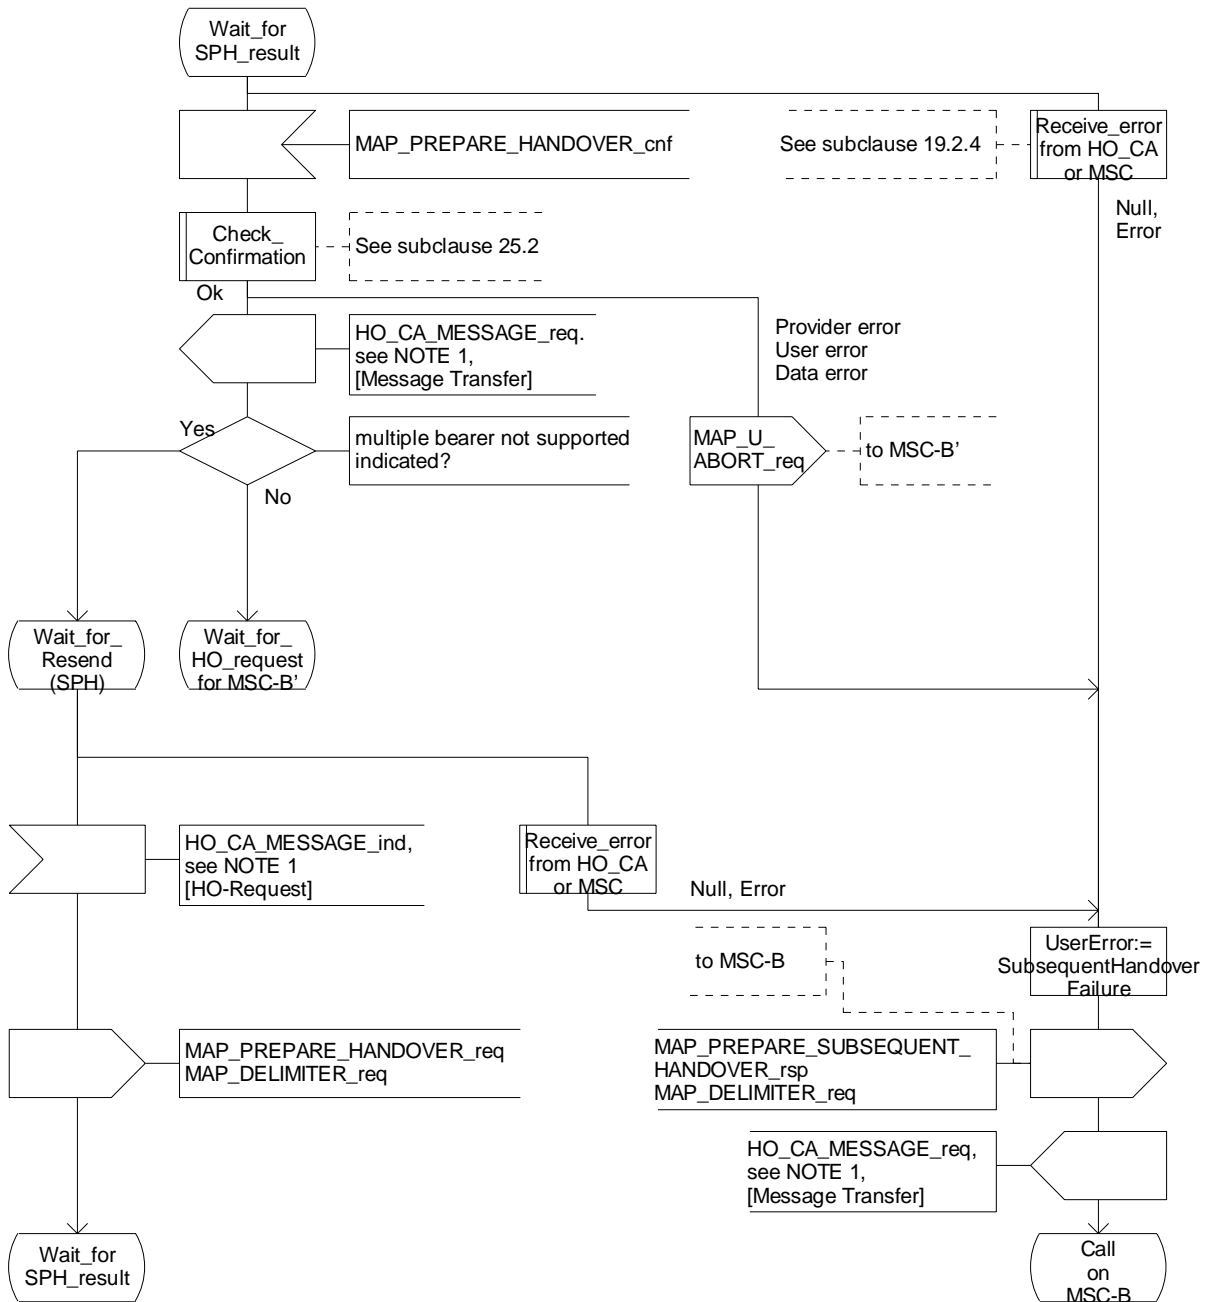 Wait_for
SPH_result
MAP_PREPARE_HANDOVER_cnf
See subclause 19.2.4
Receive_error
from HO_CA
or MSC
Null,
Error
Check_
Confirmation
See subclause 25.2
Ok
HO_CA_MESSAGE_req.
see NOTE 1,
[Message Transfer]
Provider error
User error
Data error
Yes
multiple bearer not supported
indicated?
No
MAP_U_
ABORT_req
to MSC-B’
Wait_for_
Resend
(SPH)
Wait_for_
HO_request
for MSC-B’
HO_CA_MESSAGE_ind,
see NOTE 1
[HO-Request]
Receive_error
from HO_CA
or MSC
Null, Error
to MSC-B
UserError:=
SubsequentHandover
Failure
MAP_PREPARE_HANDOVER_req
MAP_DELIMITER_req
MAP_PREPARE_SUBSEQUENT_
HANDOVER_rsp
MAP_DELIMITER_req
HO_CA_MESSAGE_req,
see NOTE 1,
[Message Transfer]
Wait_for
SPH_result
Call
on
MSC-B